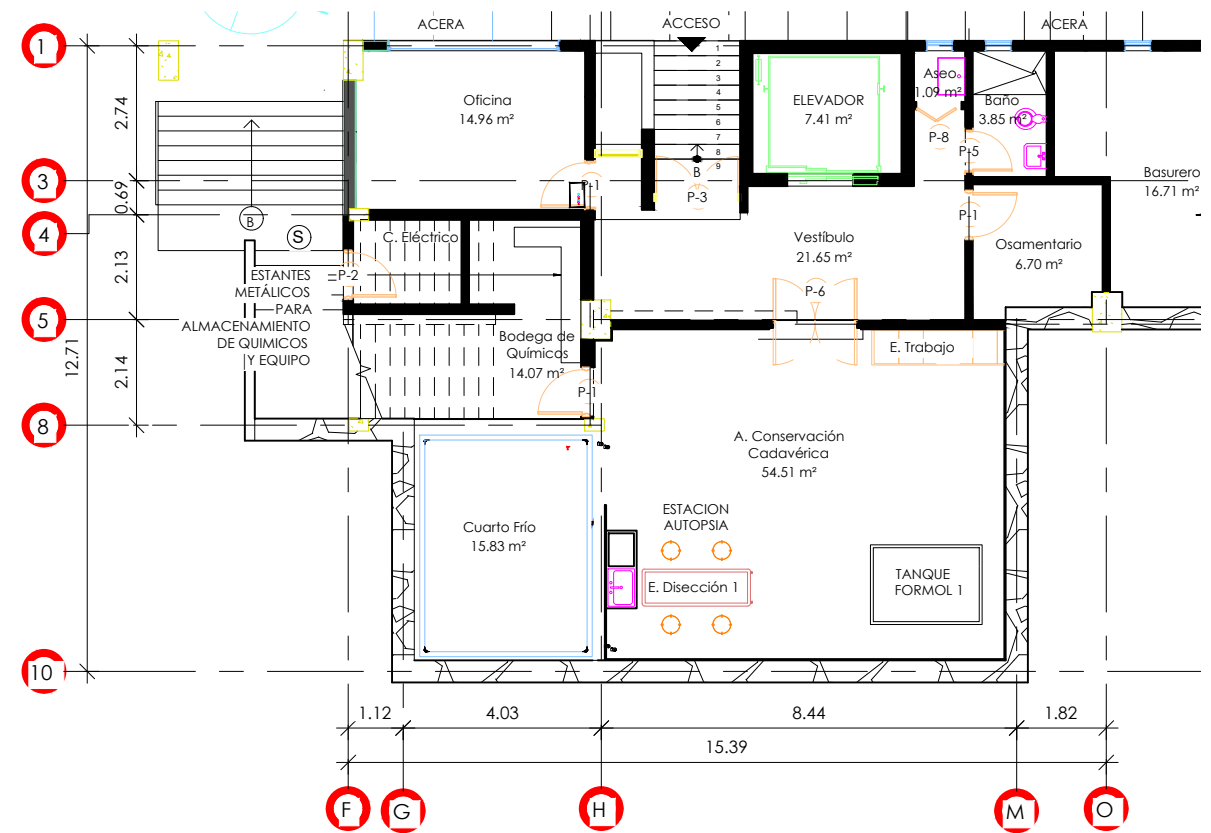 ACERA
ACCESO
ACERA
1
1
2
3
4
5
6
7
8
9
2.74
Oficina
14.96 m²
ELEVADOR
7.41 m²
Aseo
1.09 m²
Baño
3.85 m²
P-8
P-5
3
P-1
B
P-3
Basurero
16.71 m²
0.69
4
B
S
C. Eléctrico
P-1
Vestíbulo
21.65 m²
Osamentario
6.70 m²
2.13
P-2
ESTANTES
METÁLICOS
PARA
ALMACENAMIENTO
DE QUIMICOS
Y EQUIPO
P-6
5
12.71
2.14
Bodega de
Químicos
14.07 m²
E. Trabajo
P-1
8
A. Conservación
Cadavérica
54.51 m²
Cuarto Frío
15.83 m²
ESTACION
AUTOPSIA
E. Disección 1
TANQUE
FORMOL 1
10
1.12
4.03
8.44
1.82
15.39
F
G
H
M
O